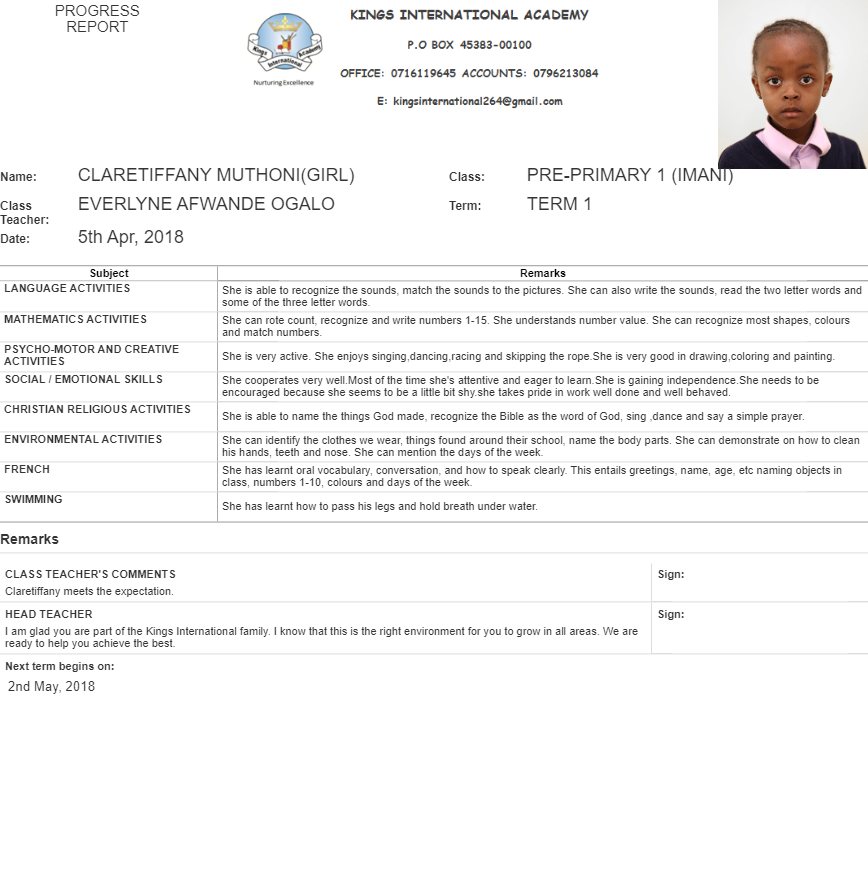 PROGRESS
REPORT
Kings International Academy
Nurturing Excellence
KINGS INTERNATIONAL ACADEMY
P.O BOX 45383-00100
OFFICE: 0716119645 ACCOUNTS: 0796213084
E: kingsinternational264@gmail.com
Name: CLARETIFFANY MUTHONI(GIRL) Class: PRE-PRIMARY 1 (IMANI)
Class Teacher: EVERLYNE AFWANDE OGALO Term: TERM 1
Date: 5th Apr, 2018
Subject Remarks
LANGUAGE ACTIVITIES
She is able to recognize the sounds, match the sounds to the pictures. She can also write the sounds, read the two letter words and
some of the three letter words.
MATHEMATICS ACTIVITIES
She can rote count, recognize and write numbers 1-15. She understands number value. She can recognize most shapes, colours
and match numbers.
PSYCHO-MOTOR AND CREATIVE
ACTIVITIES
She is very active. She enjoys singing,dancing,racing and skipping the rope.She is very good in drawing,coloring and painting.
SOCIAL / EMOTIONAL SKILLS
She cooperates very well.Most of the time she's attentive and eager to learn.She is gaining independence.She needs to be
encouraged because she seems to be a little bit shy.she takes pride in work well done and well behaved.
CHRISTIAN RELIGIOUS ACTIVITIES
She is able to name the things God made, recognize the Bible as the word of God, sing ,dance and say a simple prayer.
ENVIRONMENTAL ACTIVITIES
She can identify the clothes we wear, things found around their school, name the body parts. She can demonstrate on how to clean
his hands, teeth and nose. She can mention the days of the week.
FRENCH
She has learnt oral vocabulary, conversation, and how to speak clearly. This entails greetings, name, age, etc naming objects in
class, numbers 1-10, colours and days of the week.
SWIMMING
She has learnt how to pass his legs and hold breath under water.
Remarks
CLASS TEACHER'S COMMENTS Sign:
Claretiffany meets the expectation.
HEAD TEACHER Sign:
I am glad you are part of the Kings International family. I know that this is the right environment for you to grow in all areas. We are
ready to help you achieve the best.
Next term begins on:
2nd May, 2018